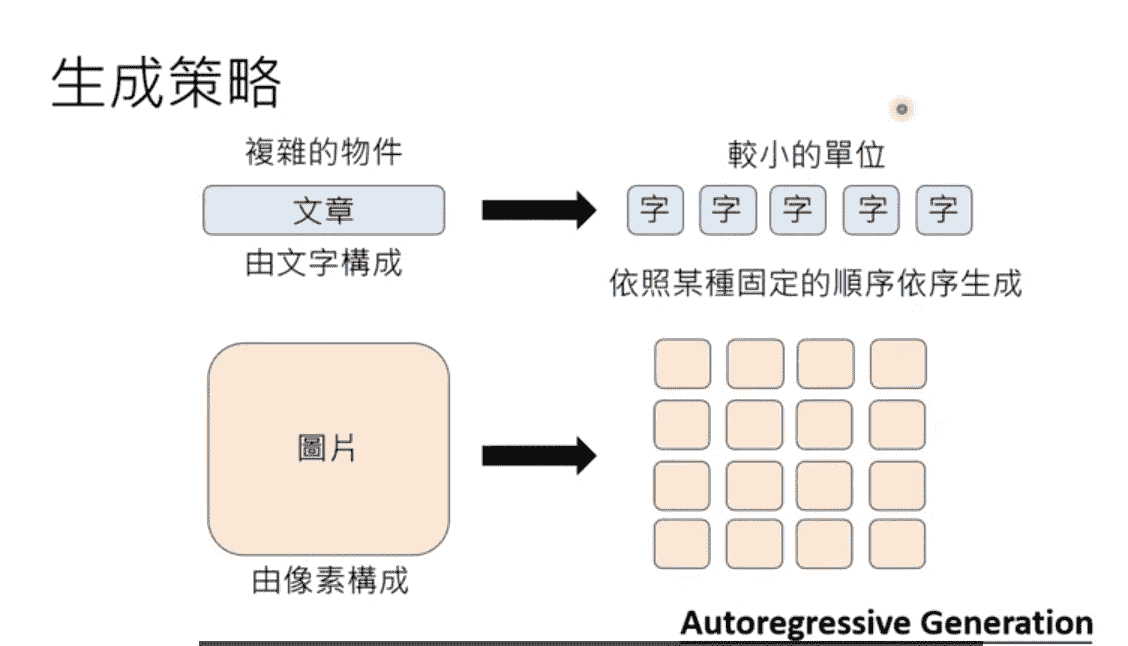 生成策略
複雜的物件
較小的單位
文章
字 字 字 字 字
由文字構成
依照某種固定的順序依序生成
圖片
由像素構成
Autoregressive Generation